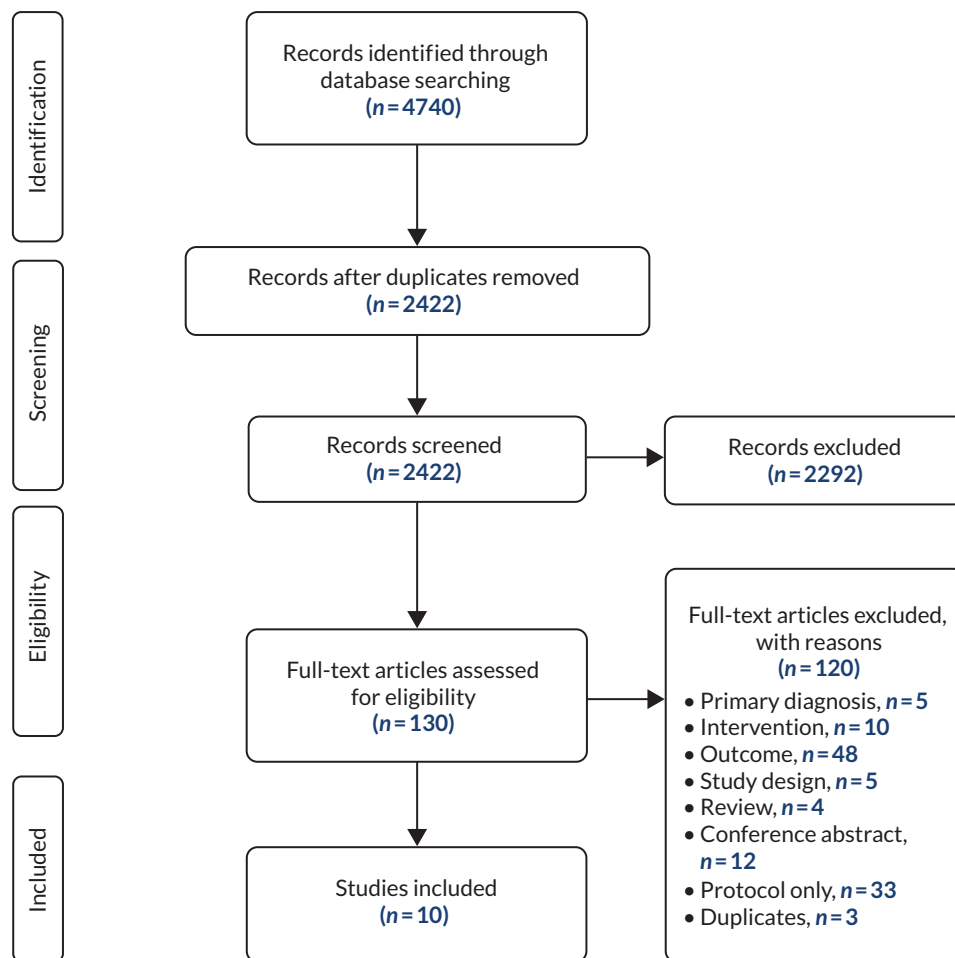 Identification
Records identified through
database searching
(n=4740)
Records after duplicates removed
(n=2422)
Screening
Records screened
(n=2422)
Records excluded
(n=2292)
Eligibility
Full-text articles assessed
for eligibility
(n=130)
Full-text articles excluded,
with reasons
(n=120)
• Primary diagnosis, n=5
• Intervention, n=10
• Outcome, n=48
• Study design, n=5
• Review, n=4
• Conference abstract,
n=12
• Protocol only, n=33
• Duplicates, n=3
Included
Studies included
(n=10)